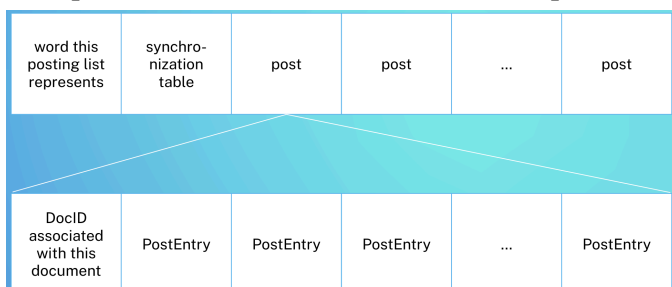 word this
posting list
represents
synchro-
nization
table
post
post
...
post
DocID
associated
with this
document
PostEntry
PostEntry
PostEntry
...
PostEntry